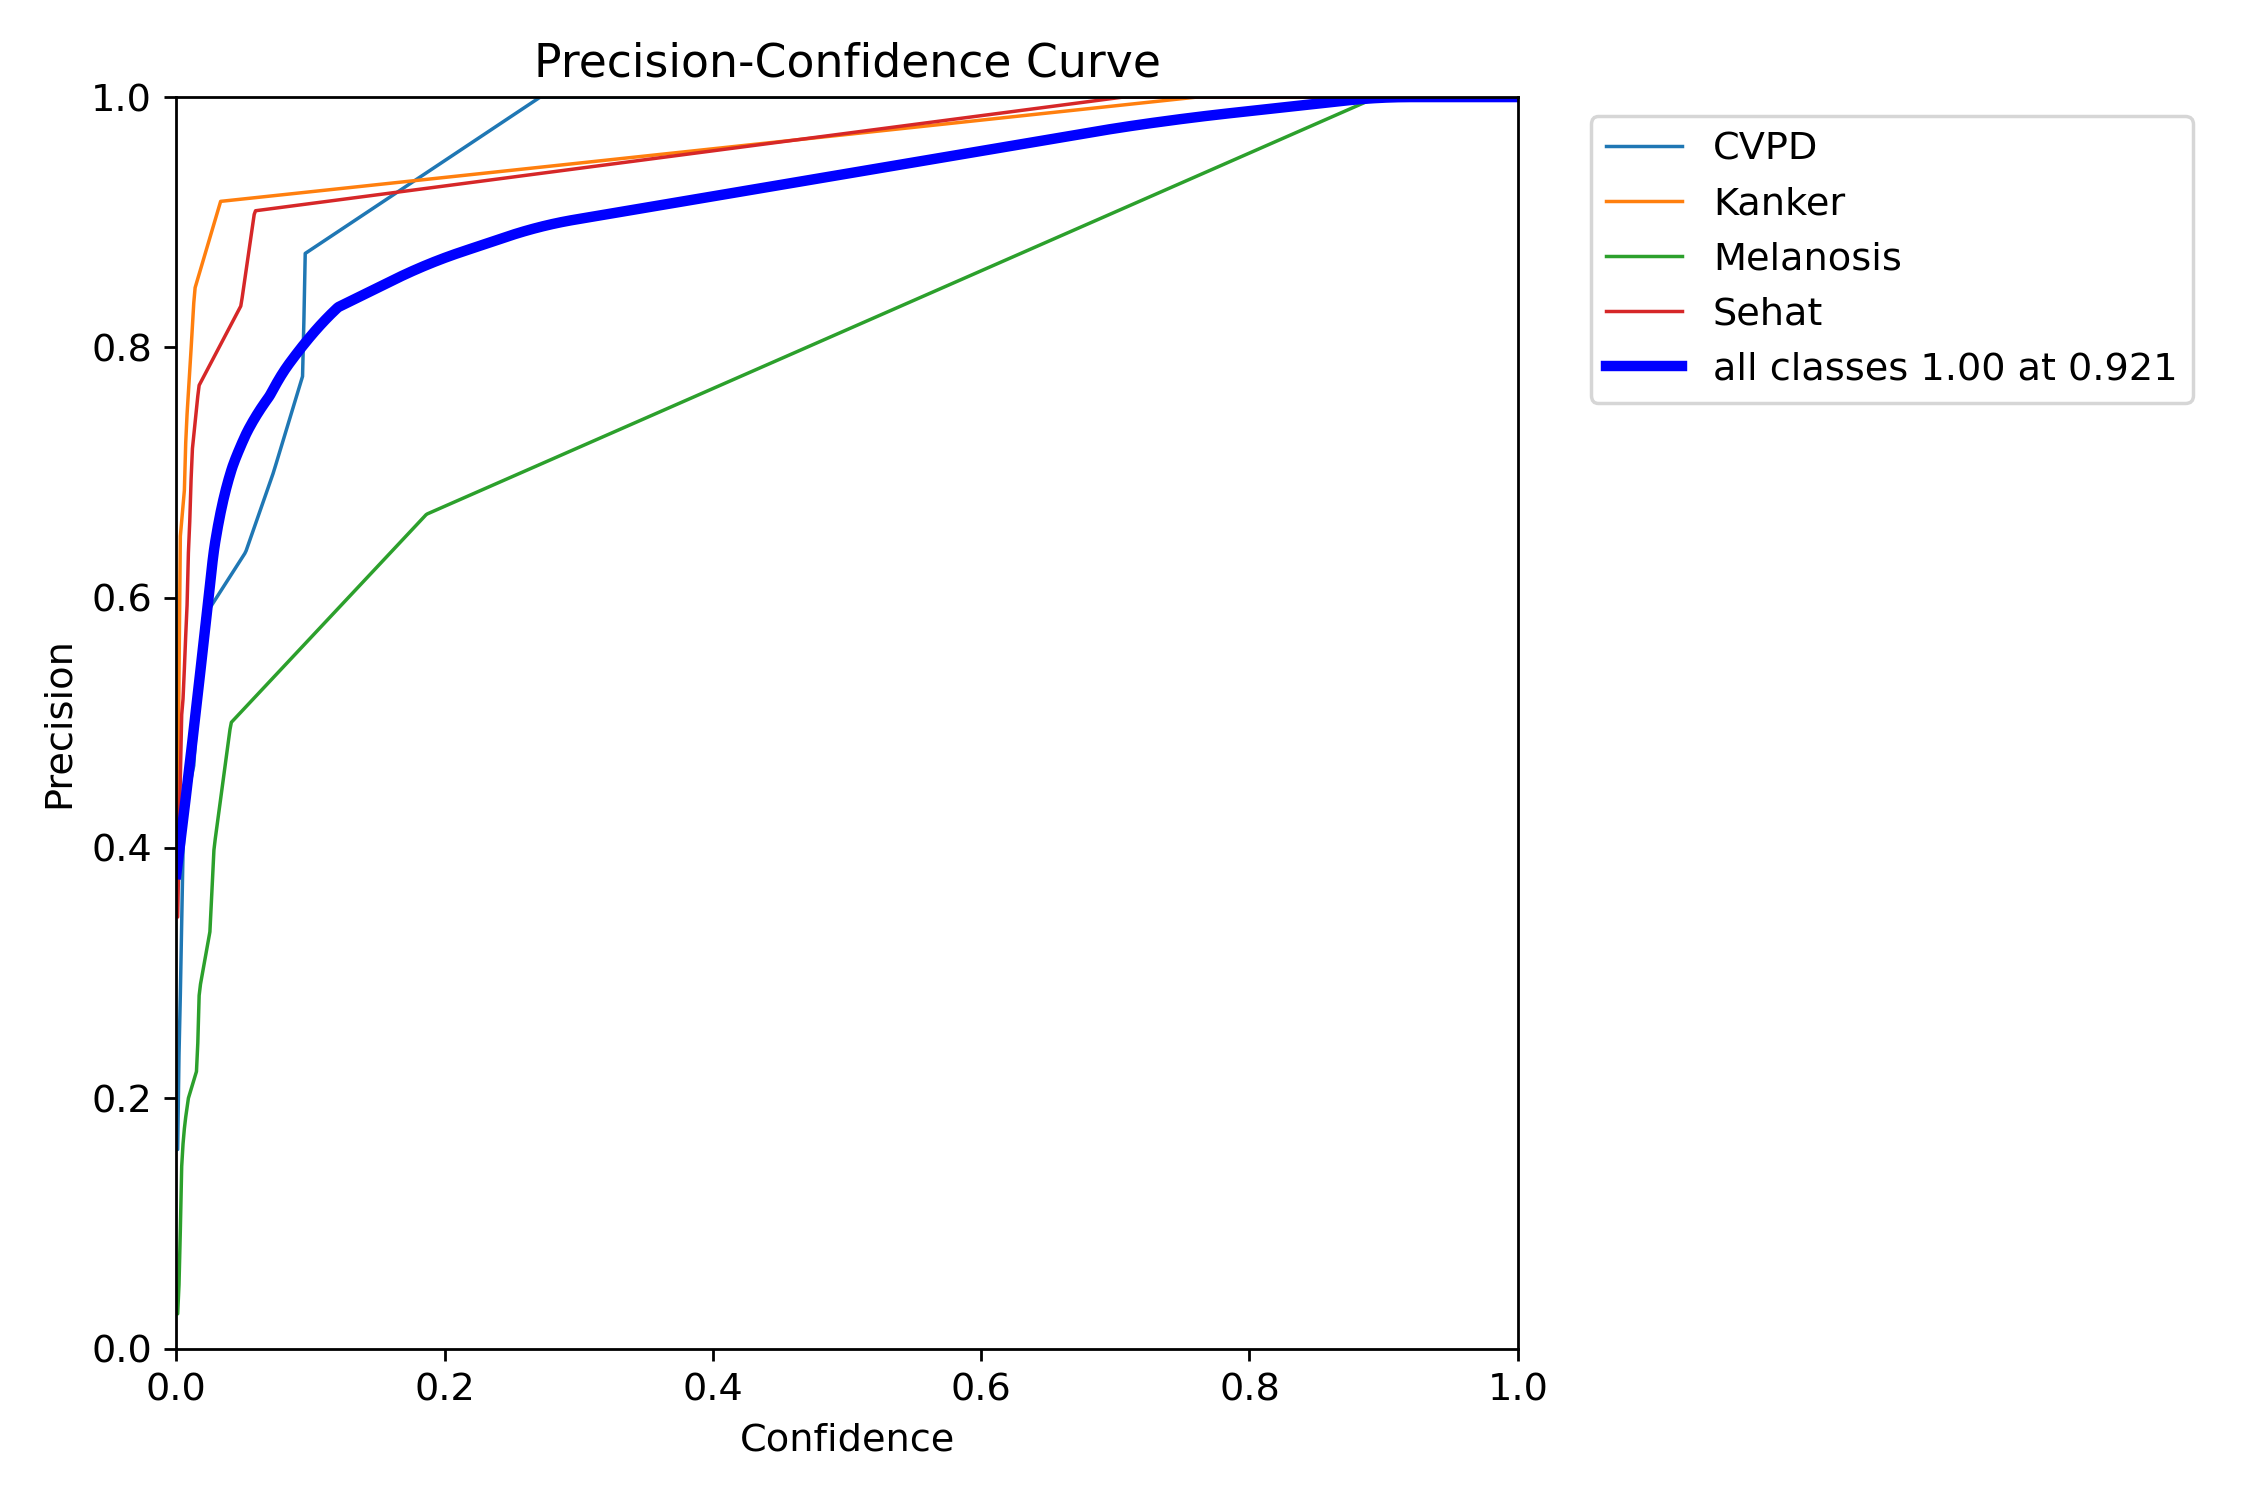 Precision-Confidence Curve
1.0
0.8
0.6
0.4
0.2
0.0
Precision
0.0 0.2 0.4 0.6 0.8 1.0
Confidence
CVPD
Kanker
Melanosis
Sehat
all classes 1.00 at 0.921